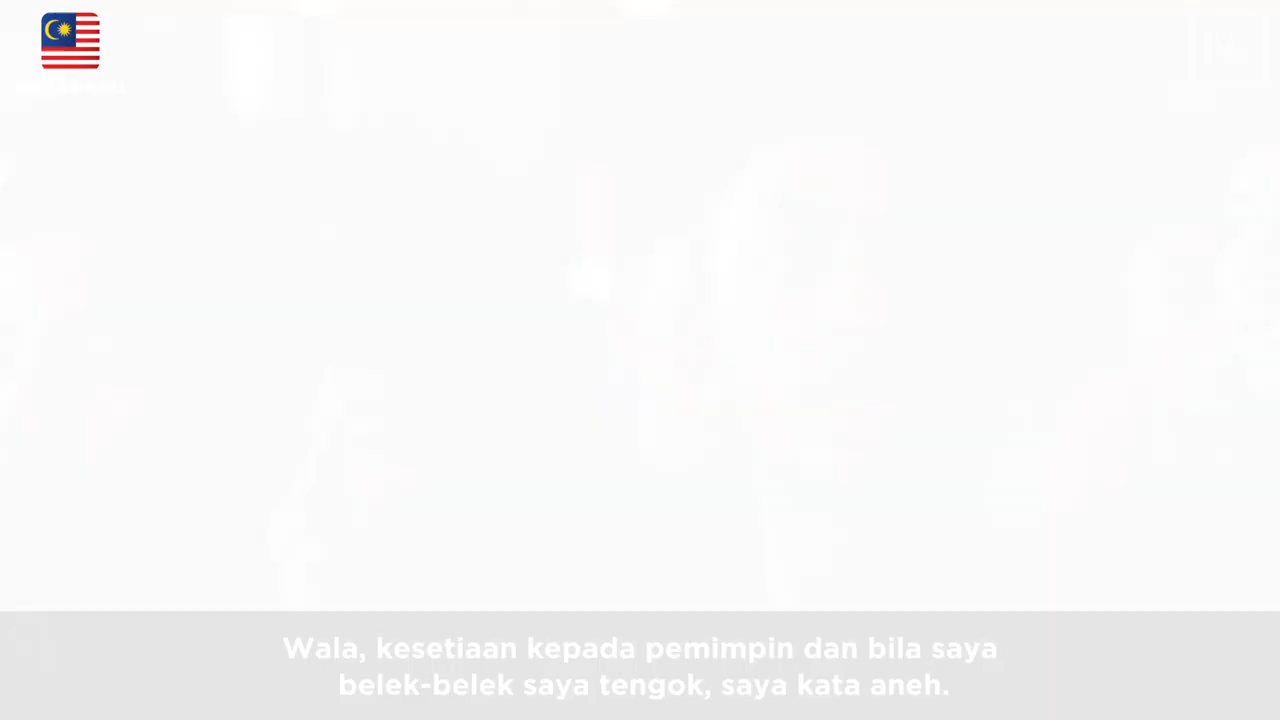 Wala, kesetiaan kepada pemimpin dan bila saya
belek-belek saya tengok, saya kata aneh.